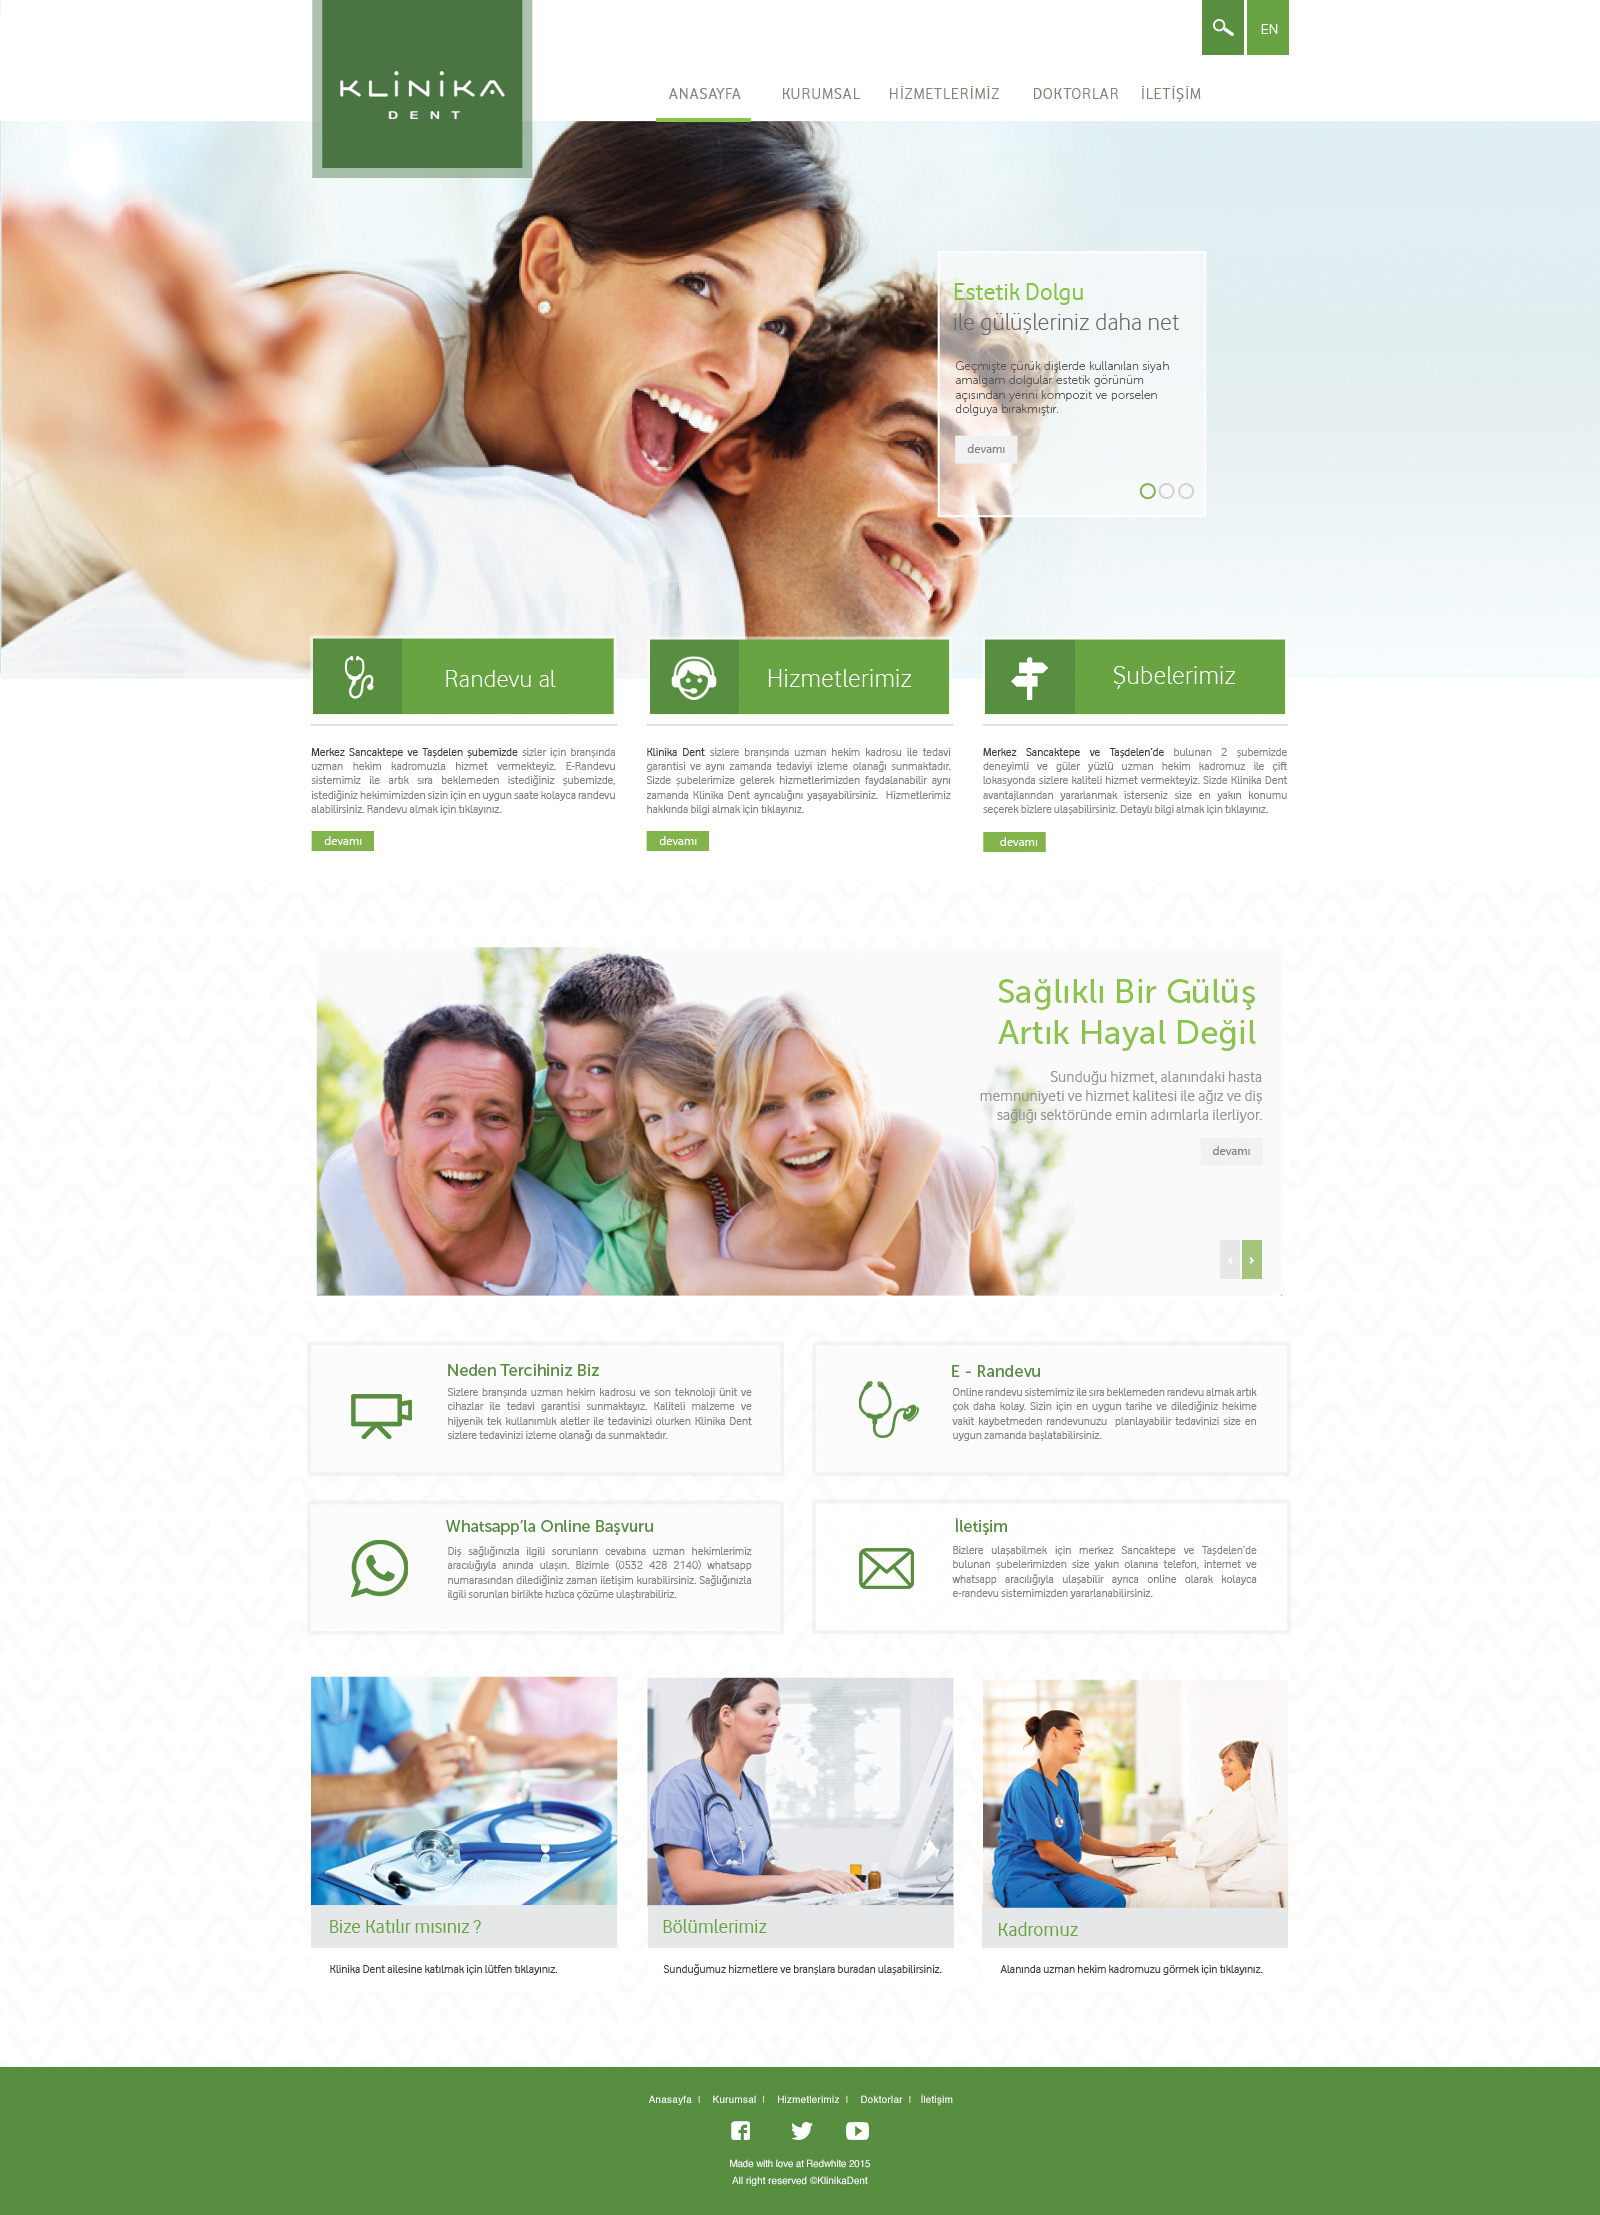 KLİNİKA
DENT
EN
ANASAYFA KURUMSAL HİZMETLERİMİZ DOKTORLAR İLETİŞİM
Estetik Dolgu
ile gülüşleriniz daha net
Geçmişte çürük dişlerde kullanılan siyah
amalgam dolgular estetik görünüm
açısından yerini kompozit ve porselen
dolguya bırakmıştır.
devamı
Randevu al
Merkez Sancaktepe ve Taşdelen şubemizde sizler için branşında
uzman hekim kadromuzla hizmet vermekteyiz. E-Randevu
sistemimiz ile artık sıra beklemeden istediğiniz şubemizde,
istediğiniz hekimimizden sizin için en uygun saate kolayca randevu
alabilirsiniz. Randevu almak için tıklayınız.
devamı
Hizmetlerimiz
Klinika Dent sizlere branşında uzman hekim kadrosu ile tedavi
garantisi ve aynı zamanda tedaviyi izleme olanağı sunmaktadır.
Sizde şubelerimize gelerek hizmetlerimizden faydalanabilir aynı
zamanda Klinika Dent ayrıcalığını yaşayabilirsiniz. Hizmetlerimiz
hakkında bilgi almak için tıklayınız.
devamı
Şubelerimiz
Merkez Sancaktepe ve Taşdelen'de bulunan 2 şubemizde
deneyimli ve güler yüzlü uzman hekim kadromuz ile çift
lokasyonda sizlere kaliteli hizmet vermekteyiz. Sizde Klinika Dent
avantajlarından yararlanmak isterseniz size en yakın konumu
seçerek bizlere ulaşabilirsiniz. Detaylı bilgi almak için tıklayınız.
devamı
Sağlıklı Bir Gülüş
Artık Hayal Değil
Sunduğu hizmet, alanındaki hasta
memnuniyeti ve hizmet kalitesi ile ağız ve diş
sağlığı sektöründe emin adımlarla ilerliyor.
devamı
Neden Tercihiniz Biz
Sizlere branşında uzman hekim kadrosu ve son teknoloji ünit ve
cihazlar ile tedavi garantisi sunmaktayız. Kaliteli malzeme ve
hijyenik tek kullanımlık aletler ile tedavinizi olurken Klinika Dent
sizlere tedavinizi izleme olanağı da sunmaktadır.
E - Randevu
Online randevu sistemimiz ile sıra beklemeden randevu almak artık
çok daha kolay. Sizin için en uygun tarihe ve dilediğiniz hekime
vakit kaybetmeden randevunuzu planlayabilir tedavinizi size en
uygun zamanda başlatabilirsiniz.
Whatsapp'la Online Başvuru
Diş sağlığınızla ilgili sorunların cevabına uzman hekimlerimiz
aracılığıyla anında ulaşın. Bizimle (0532 428 2140) whatsapp
numarasından dilediğiniz zaman iletişim kurabilirsiniz. Sağlığınızla
ilgili sorunları birlikte hızlıca çözüme ulaştırabiliriz.
İletişim
Bizlere ulaşabilmek için merkez Sancaktepe ve Taşdelen'de
bulunan şubelerimizden size yakın olanına telefon, internet ve
whatsapp aracılığıyla ulaşabilir ayrıca online olarak kolayca
e-randevu sistemimizden yararlanabilirsiniz.
Bize Katılır mısınız ?
Klinika Dent ailesine katılmak için lütfen tıklayınız.
Bölümlerimiz
Sunduğumuz hizmetlere ve branşlara buradan ulaşabilirsiniz.
Kadromuz
Alanında uzman hekim kadromuzu görmek için tıklayınız.
Anasayfa | Kurumsal | Hizmetlerimiz | Doktorlar | İletişim
Made with love at Redwhite 2015
All right reserved ©KlinikaDent